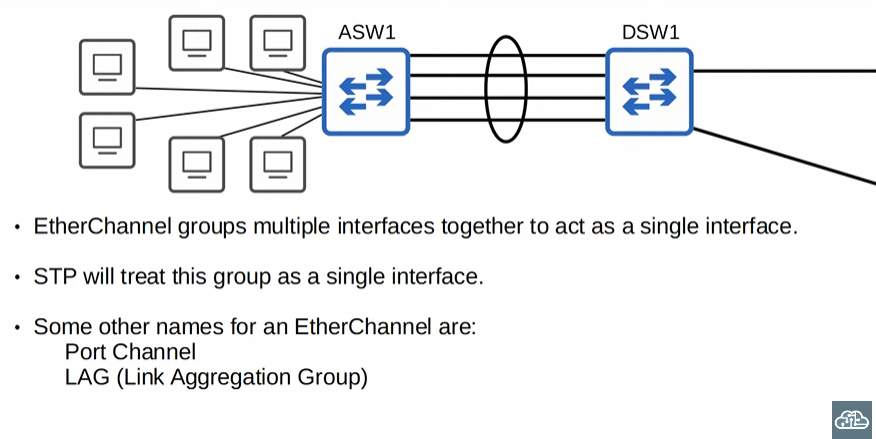 ASW1
DSW1
• EtherChannel groups multiple interfaces together to act as a single interface.
• STP will treat this group as a single interface.
• Some other names for an EtherChannel are:
Port Channel
LAG (Link Aggregation Group)